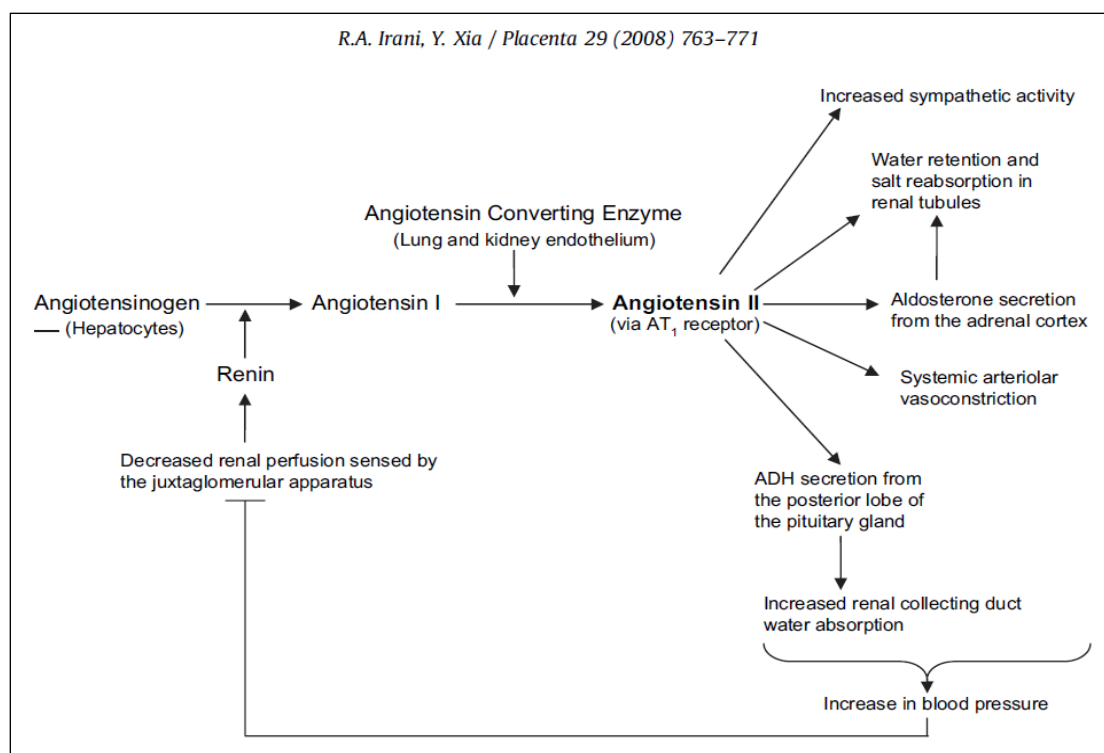 R.A. Irani, Y. Xia / Placenta 29 (2008) 763–771
Increased sympathetic activity
Water retention and
salt reabsorption in
renal tubules
Angiotensin Converting Enzyme
(Lung and kidney endothelium)
Angiotensinogen
(Hepatocytes)
Angiotensin I
Angiotensin II
(via AT₁ receptor)
Aldosterone secretion
from the adrenal cortex
Renin
Systemic arteriolar
vasoconstriction
Decreased renal perfusion sensed by
the juxtaglomerular apparatus
ADH secretion from
the posterior lobe of
the pituitary gland
Increased renal collecting duct
water absorption
Increase in blood pressure